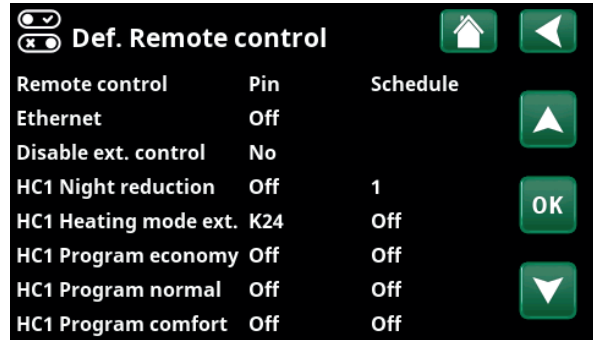 Def. Remote control
Remote control Pin Schedule
Ethernet Off
Disable ext. control No
HC1 Night reduction Off 1
HC1 Heating mode ext. K24 Off
HC1 Program economy Off Off
HC1 Program normal Off Off
HC1 Program comfort Off Off
OK